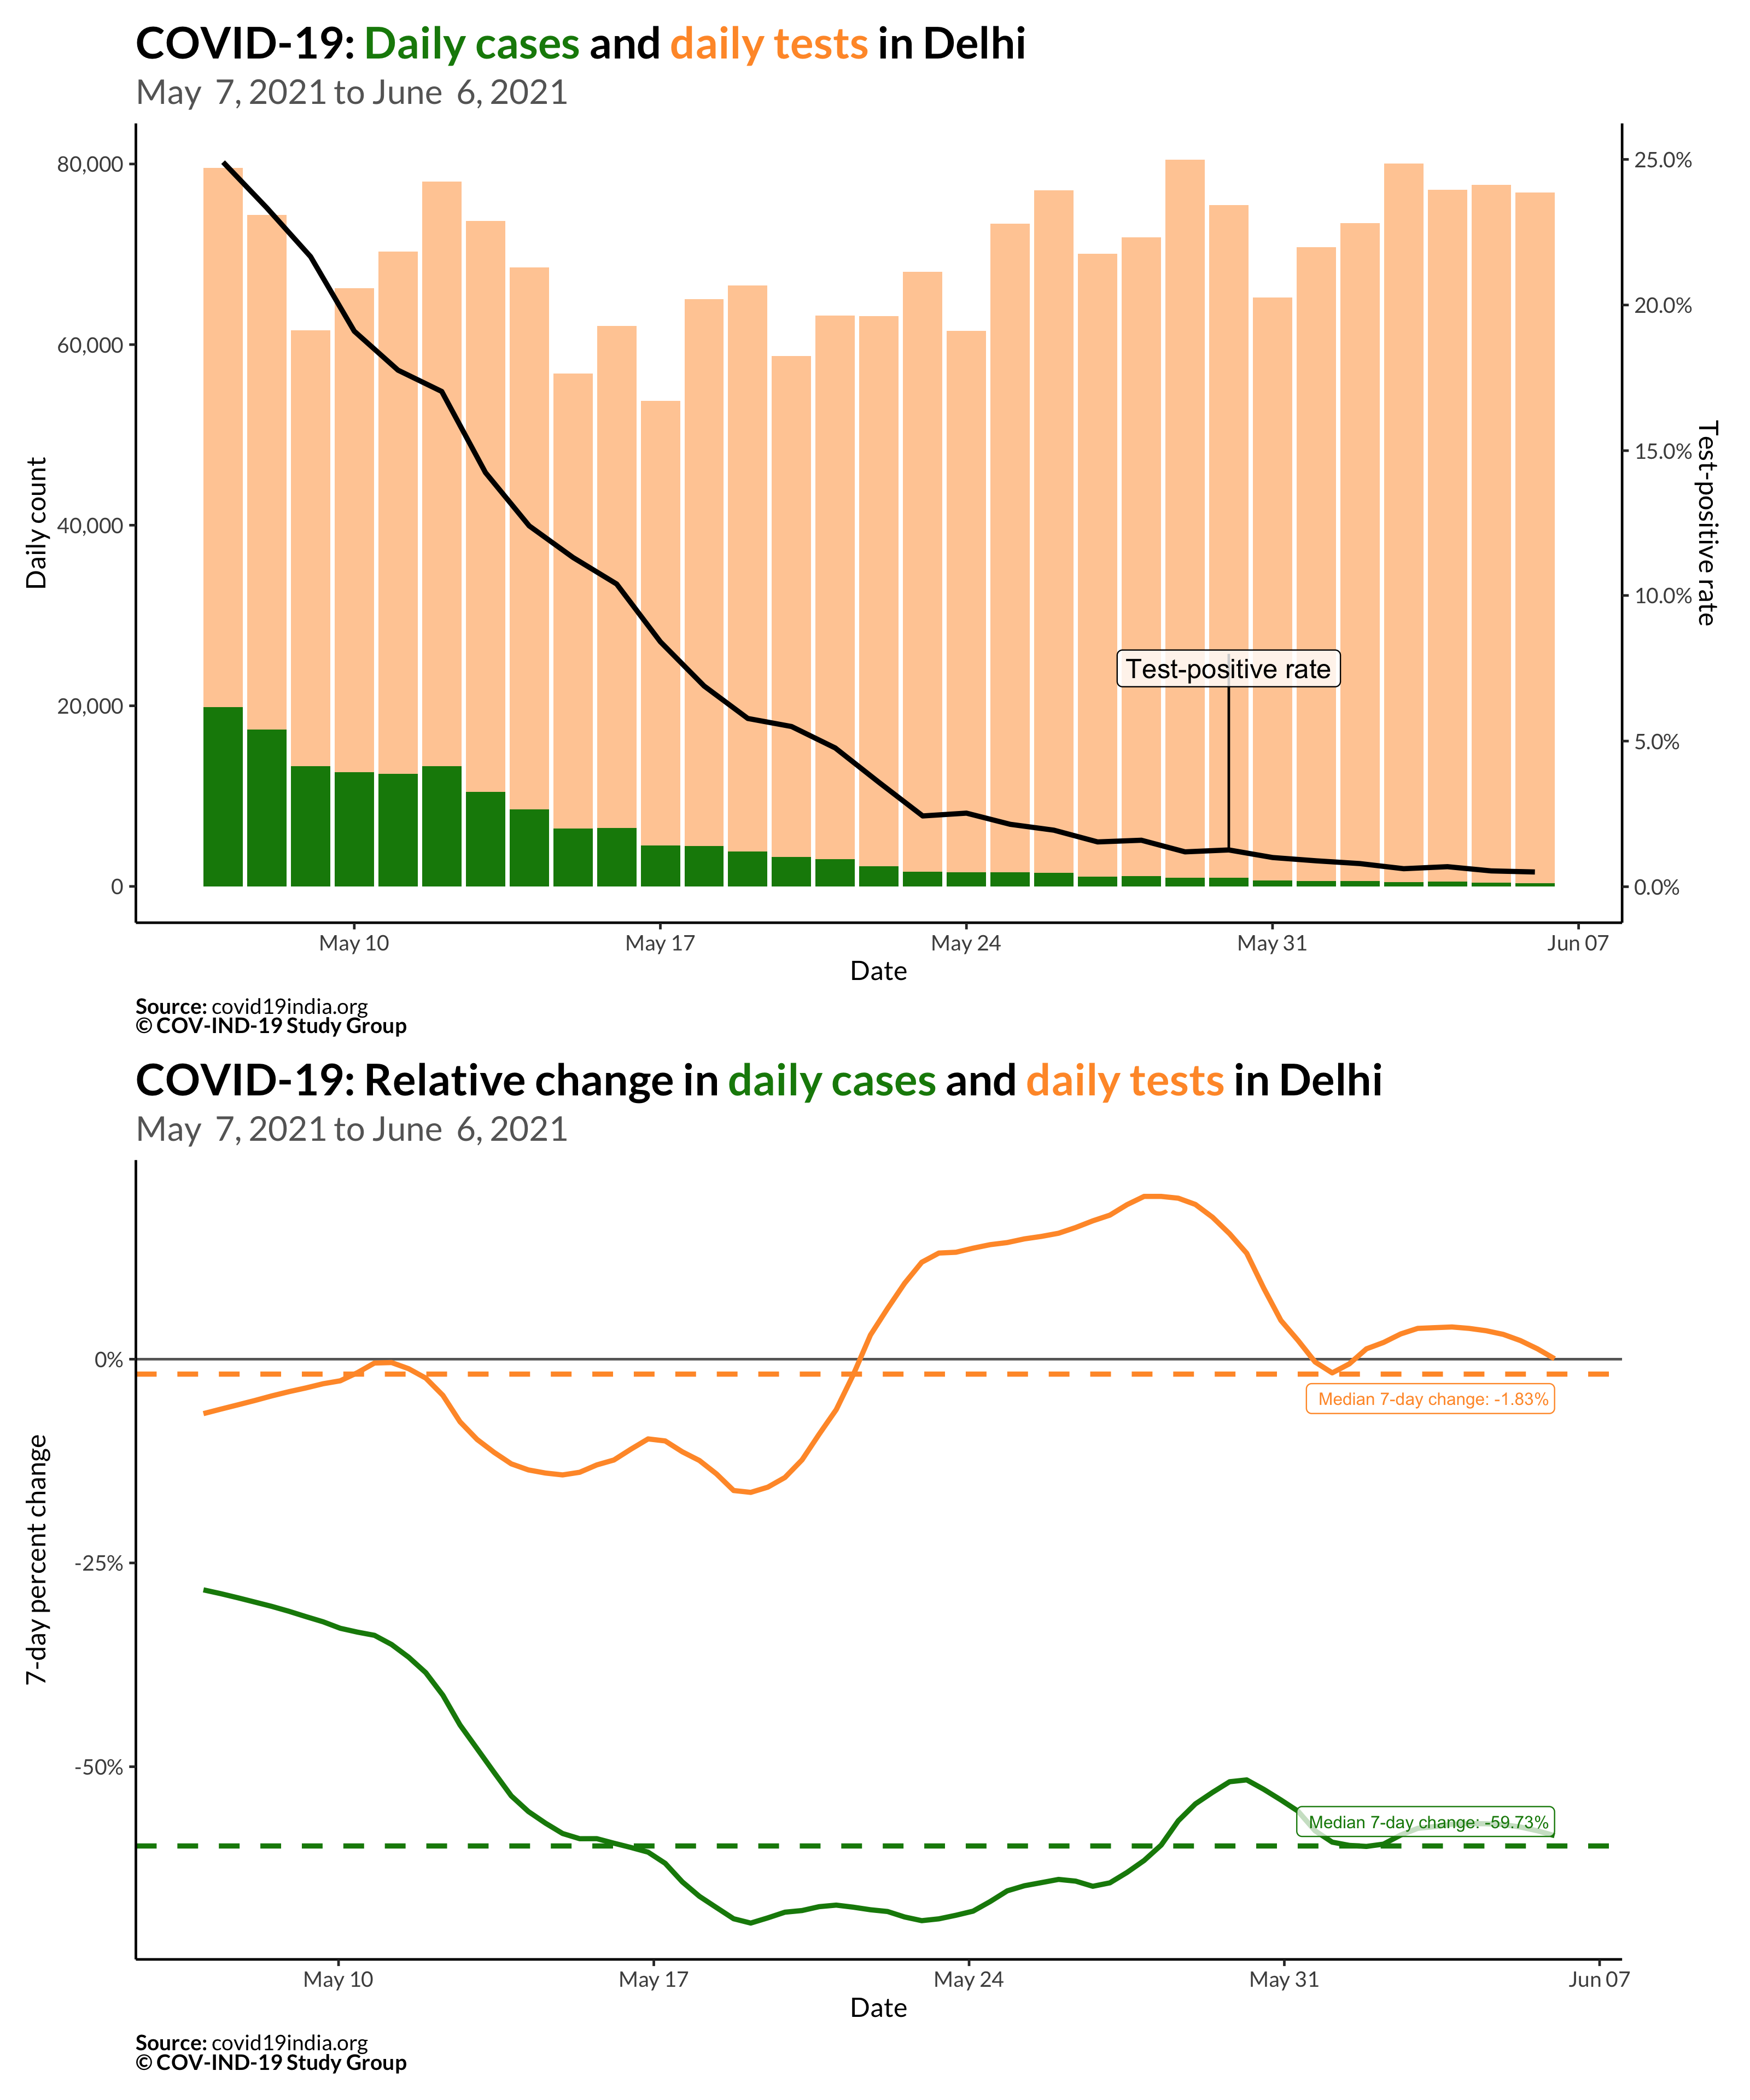 COVID-19: Daily cases and daily tests in Delhi
May 7, 2021 to June 6, 2021
80,000
60,000
40,000
20,000
0
Daily count
25.0%
20.0%
15.0%
10.0%
5.0%
0.0%
Test-positive rate
Test-positive rate
May 10
May 17
May 24
May 31
Jun 07
Date
Source: covid19india.org
© COV-IND-19 Study Group
COVID-19: Relative change in daily cases and daily tests in Delhi
May 7, 2021 to June 6, 2021
0%
-25%
-50%
7-day percent change
Median 7-day change: -1.83%
Median 7-day change: -59.73%
May 10
May 17
May 24
May 31
Jun 07
Date
Source: covid19india.org
© COV-IND-19 Study Group